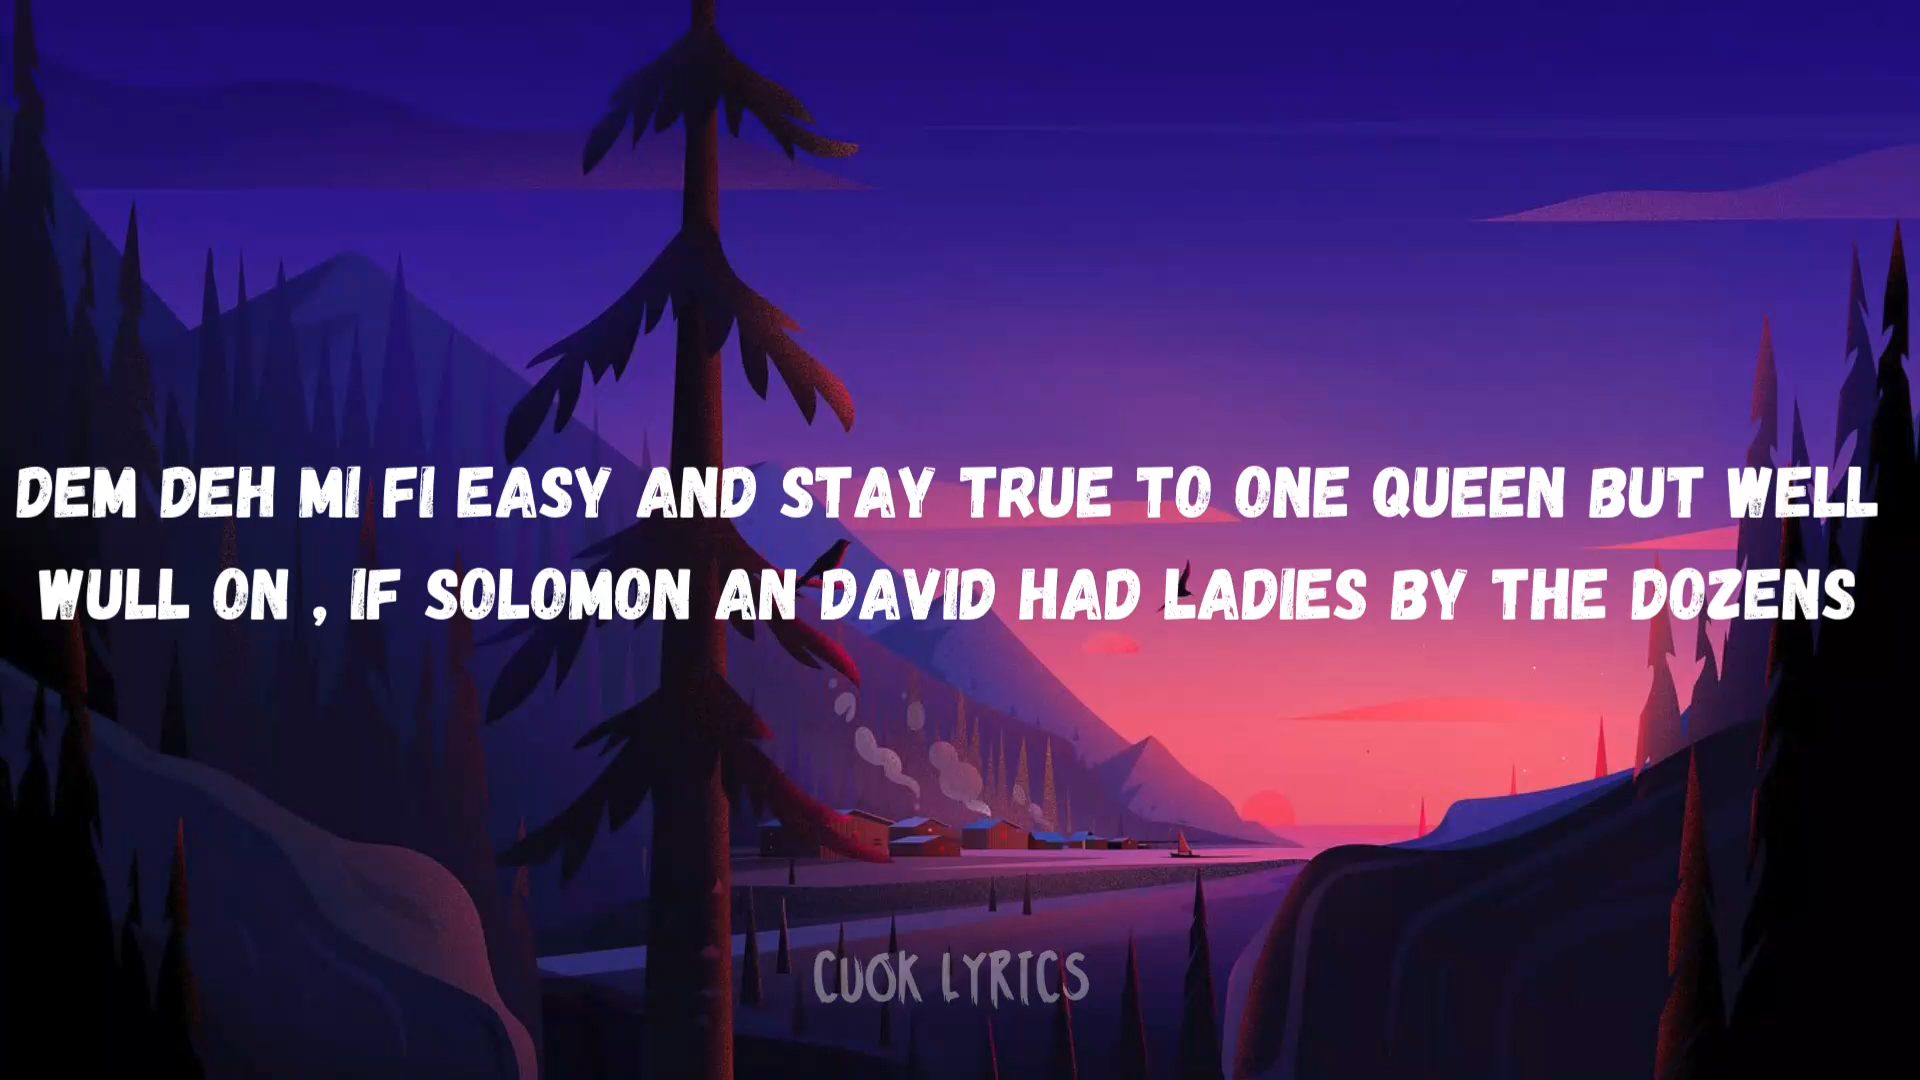 DEM DEH MI FI EASY AND STAY TRUE TO ONE QUEEN BUT WELL
WULL ON , IF SOLOMON AN DAVID HAD LADIES BY THE DOZENS
CUOK LYRICS